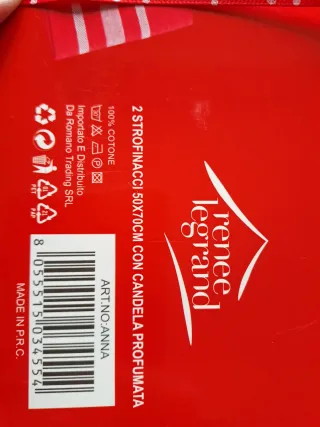 renee
legrand
2 STROFINACCI 50X70CM CON CANDELA PROFUMATA
100% COTONE
Importato E Distribuito
Da Romano Trading SRL
ART.NO:ANNA
8 055515 034554
MADE IN P.R.C.